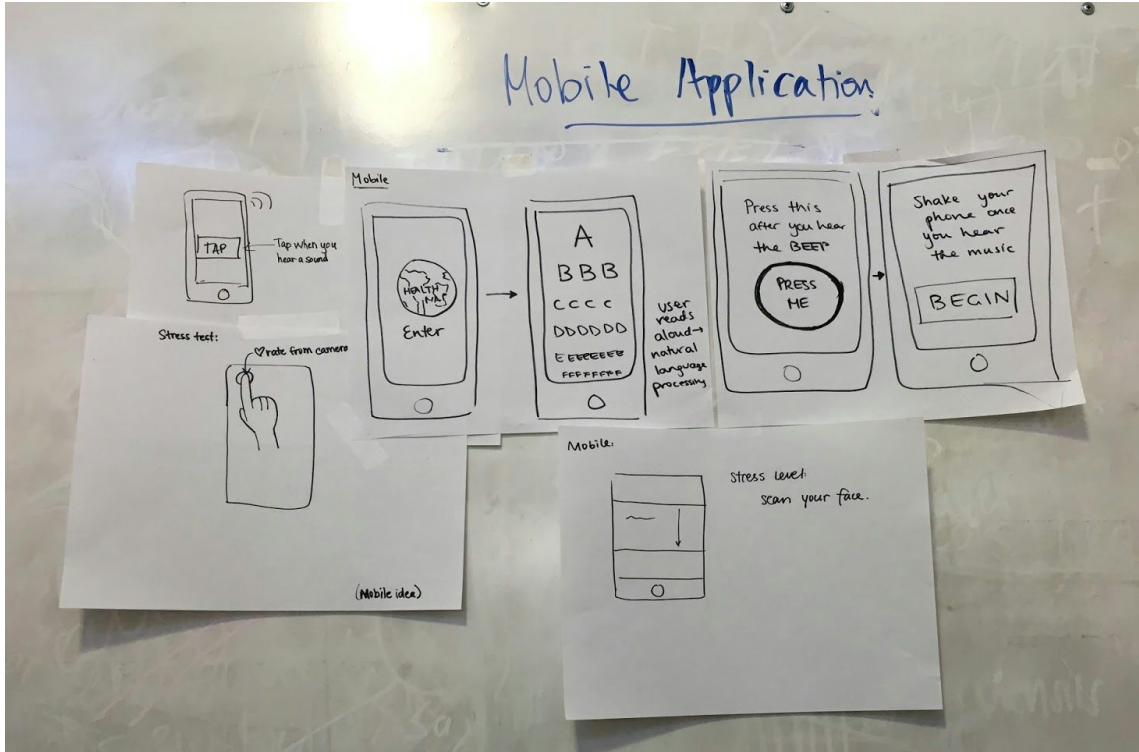 Mobile Application
TAP
Tap when you
hear a sound
Mobile
HEALTH
Enter
A
BBB
CCCC
DDDDDD
EEEEEEEE
FFFFFFFF
user
reads
aloud→
natural
language
processing
Press this
after you hear
the BEEP
PRESS
ME
Shake your
phone once
you hear
the music
BEGIN
Stress test:
♡rate from camera
(Mobile idea)
Mobile:
Stress Level:
scan your face.